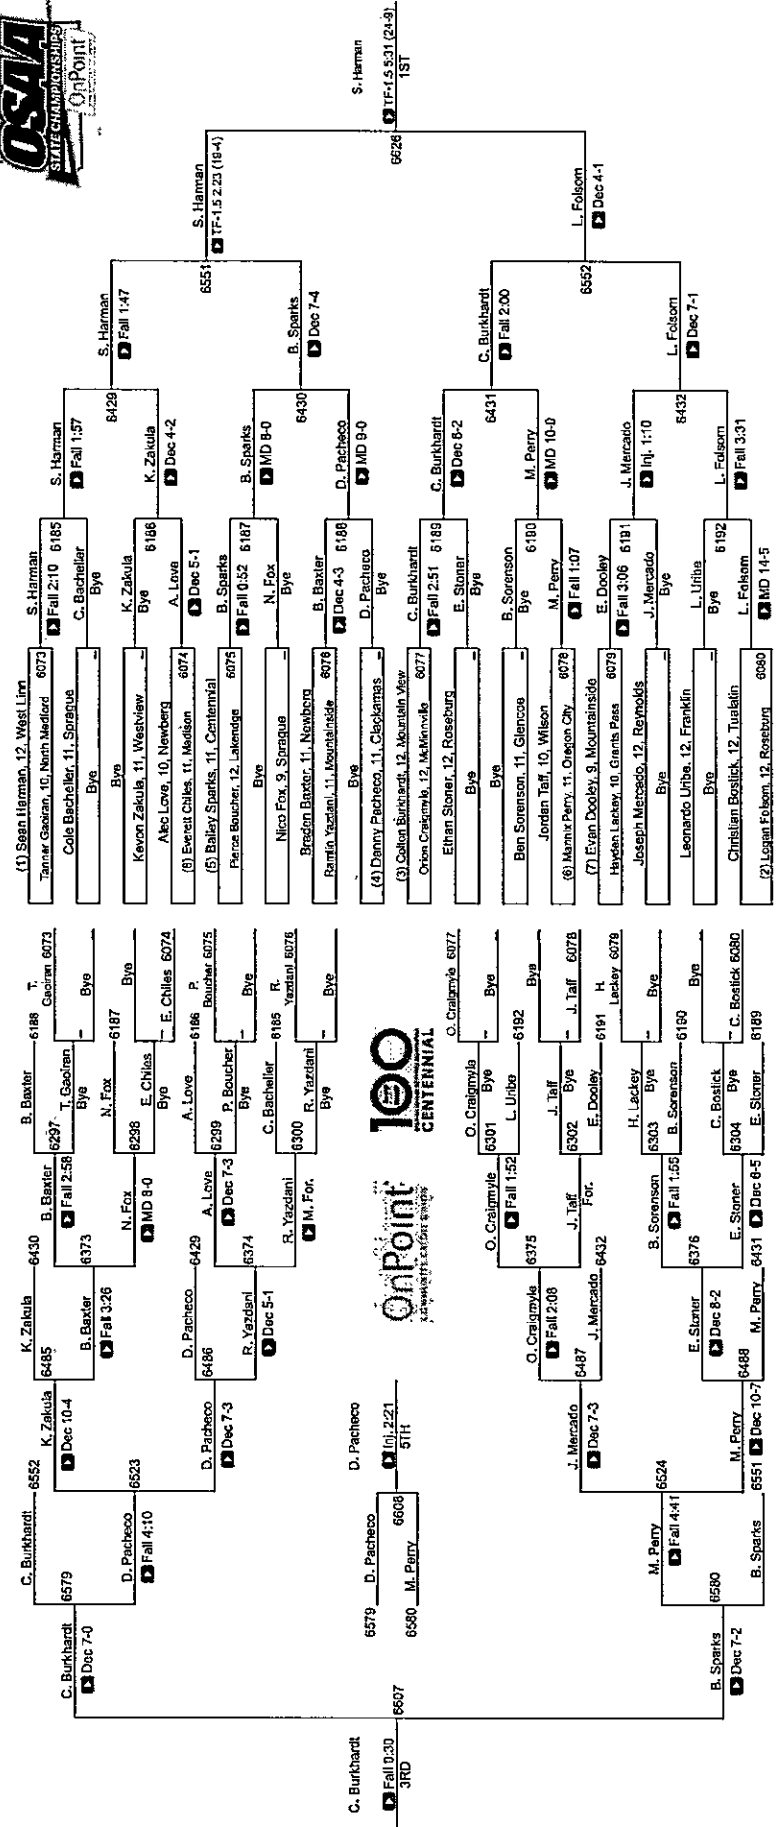 OSAA
STATE CHAMPIONSHIPS
OnPoint
(1) Sean Harman, 12, West Linn
Tanner Gaoiran, 10, North Medford 6073
Cole Bacheller, 11, Sprague
Bye
Bye
Kevon Zakula, 11, Westview
Alec Love, 10, Newberg
(8) Everett Chiles, 11, Madison 6074
(5) Bailey Sparks, 11, Centennial
Pierce Boucher, 12, Lakeridge 6075
Nico Fox, 9, Sprague
Bye
Braden Baxter, 11, Newberg
Ramtin Yazdani, 11, Mountainside 6076
Bye
(4) Danny Pacheco, 11, Clackamas
(3) Colton Burkhardt, 12, Mountain View
Orion Craigmyle, 12, McMinnville 6077
Ethan Stoner, 12, Roseburg
Bye
Bye
Ben Sorenson, 11, Glencoe
Jordan Taff, 10, Wilson
(6) Mannix Perry, 11, Oregon City 6078
(7) Evan Dooley, 9, Mountainside
Hayden Lackey, 10, Grants Pass 6079
Joseph Mercado, 12, Reynolds
Bye
Bye
Leonardo Uribe, 12, Franklin
Christian Bostick, 12, Tualatin
(2) Logan Folsom, 12, Roseburg 6080
S. Harman
Fall 2:10 6185
C. Bacheller
Bye
K. Zakula
Bye 6186
A. Love
Dec 5-1
B. Sparks
Fall 0:52 6187
N. Fox
Bye
B. Baxter
Dec 4-3 6188
D. Pacheco
Bye
C. Burkhardt
Fall 2:51 6189
E. Stoner
Bye
B. Sorenson
Bye 6190
M. Perry
Fall 1:07
E. Dooley
Fall 3:06 6191
J. Mercado
Bye
L. Uribe
Bye 6192
L. Folsom
MD 14-5
S. Harman
Fall 1:57
6429
K. Zakula
Dec 4-2
B. Sparks
MD 8-0
6430
D. Pacheco
MD 9-0
C. Burkhardt
Dec 8-2
6431
M. Perry
MD 10-0
J. Mercado
Inj. 1:10
6432
L. Folsom
Fall 3:31
S. Harman
Fall 1:47
6551
B. Sparks
Dec 7-4
C. Burkhardt
Fall 2:00
6552
L. Folsom
Dec 7-1
S. Harman
TF-1.5 2:23 (19-4)
6626
L. Folsom
Dec 4-1
S. Harman
TF-1.5 5:31 (24-9)
1ST
T.
Gaoiran 6073
Bye
Bye
E. Chiles 6074
P.
Boucher 6075
Bye
R.
Yazdani 6076
Bye
O. Craigmyle 6077
Bye
Bye
J. Taff 6078
H.
Lackey 6079
Bye
Bye
C. Bostick 6080
B. Baxter 6188
6297 T. Gaoiran
Bye
N. Fox 6187
6298 E. Chiles
Bye
A. Love 6186
6299 P. Boucher
Bye
C. Bacheller 6185
6300 R. Yazdani
Bye
O. Craigmyle
6301 Bye
L. Uribe 6192
J. Taff
6302 Bye
E. Dooley 6191
H. Lackey
6303 Bye
B. Sorenson 6190
C. Bostick
6304 Bye
E. Stoner 6189
B. Baxter
Fall 2:58
6373
N. Fox
MD 8-0
A. Love
Dec 7-3
6374
R. Yazdani
M. For.
O. Craigmyle
Fall 1:52
6375
J. Taff
For.
B. Sorenson
Fall 1:55
6376
E. Stoner
Dec 6-5
K. Zakula 6430
6485
B. Baxter
Fall 3:26
D. Pacheco 6429
6486
R. Yazdani
Dec 5-1
O. Craigmyle
Fall 2:08
6487
J. Mercado 6432
E. Stoner
Dec 8-2
6488
M. Perry 6431
K. Zakula
Dec 10-4
6523
D. Pacheco
Dec 7-3
J. Mercado
Dec 7-3
6524
M. Perry
Dec 10-7
C. Burkhardt 6552
6579
D. Pacheco
Fall 4:10
M. Perry
Fall 4:41
6580
B. Sparks 6551
C. Burkhardt
Dec 7-0
6607
B. Sparks
Dec 7-2
C. Burkhardt
Fall 0:30
3RD
6579 D. Pacheco
6608
6580 M. Perry
D. Pacheco
Inj. 2:21
5TH
OnPoint
COMMUNITY CREDIT UNION
100
CENTENNIAL